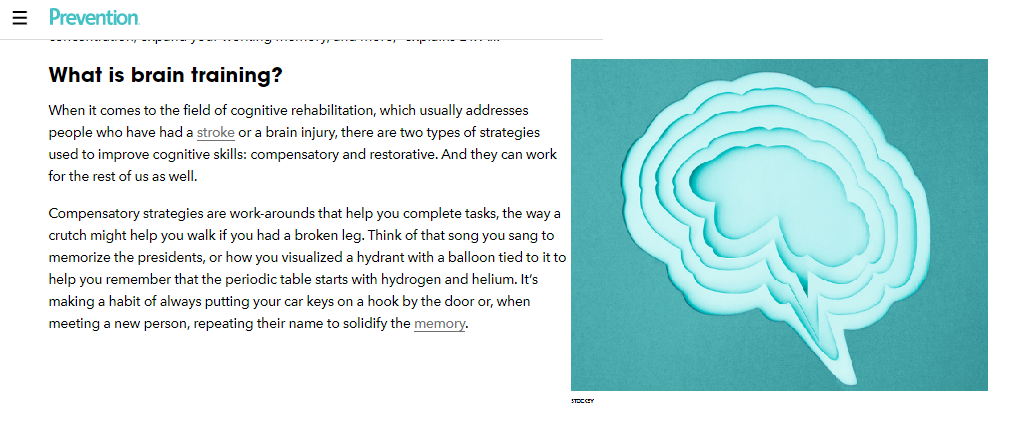 Prevention
What is brain training?
When it comes to the field of cognitive rehabilitation, which usually addresses
people who have had a stroke or a brain injury, there are two types of strategies
used to improve cognitive skills: compensatory and restorative. And they can work
for the rest of us as well.
Compensatory strategies are work-arounds that help you complete tasks, the way a
crutch might help you walk if you had a broken leg. Think of that song you sang to
memorize the presidents, or how you visualized a hydrant with a balloon tied to it to
help you remember that the periodic table starts with hydrogen and helium. It’s
making a habit of always putting your car keys on a hook by the door or, when
meeting a new person, repeating their name to solidify the memory.
STOCKSY